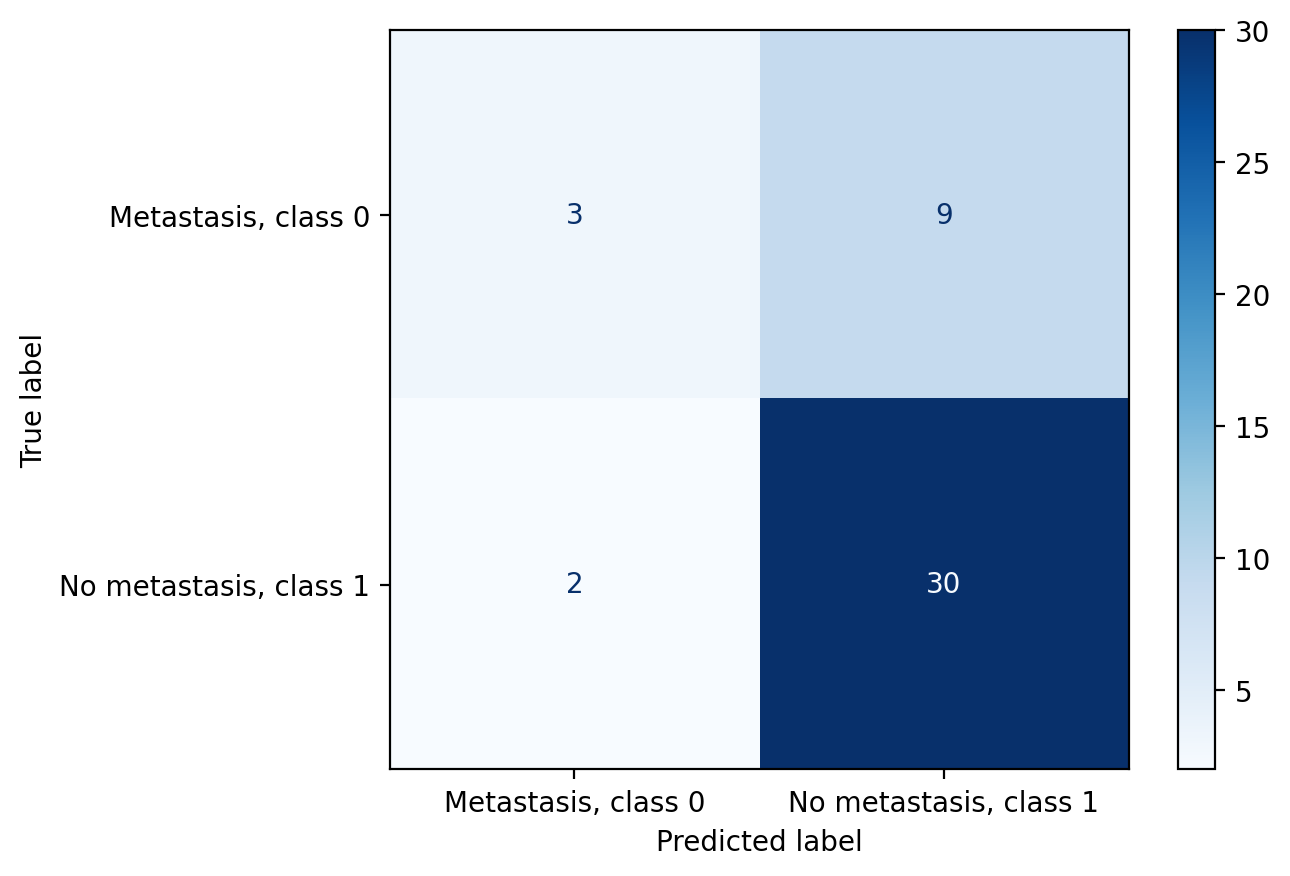 True label
Metastasis, class 0
No metastasis, class 1
3
9
2
30
Metastasis, class 0
No metastasis, class 1
Predicted label
30
25
20
15
10
5